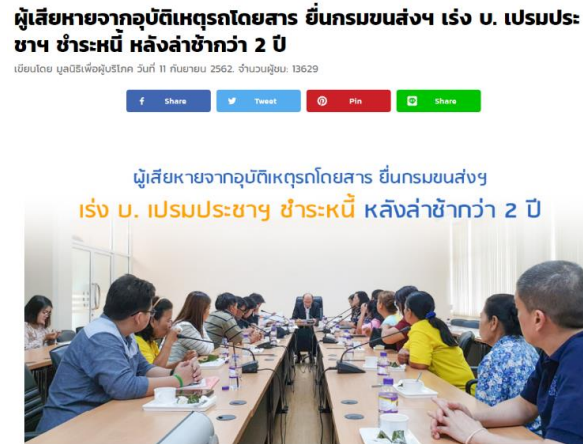 ผู้เสียหายจากอุบัติเหตุรถโดยสาร ยื่นกรมขนส่งฯ เร่ง บ. เปรมประ
ชาฯ ชำระหนี้ หลังล่าช้ากว่า 2 ปี
เขียนโดย มูลนิธิเพื่อผู้บริโภค วันที่ 11 กันยายน 2562. จำนวนผู้ชม: 13629
Share
Tweet
Pin
Share
ผู้เสียหายจากอุบัติเหตุรถโดยสาร ยื่นกรมขนส่งฯ
เร่ง บ. เปรมประชาฯ ชำระหนี้ หลังล่าช้ากว่า 2 ปี